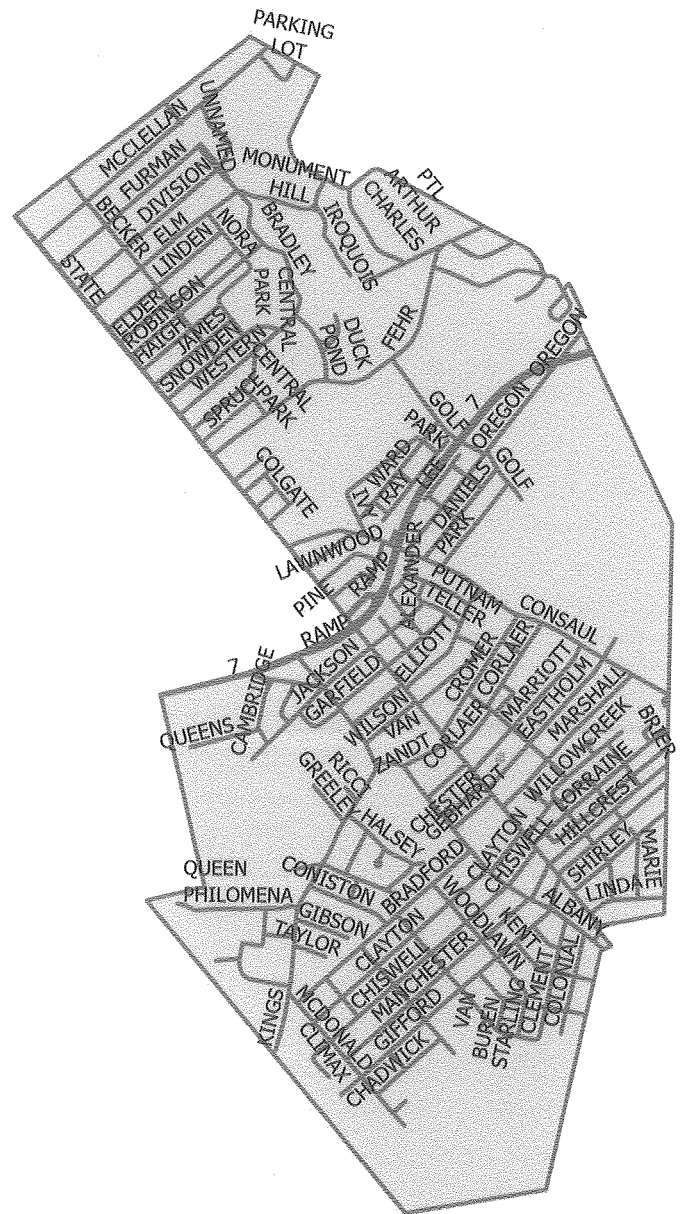 PARKING
LOT
UNNAMED
MCCLELLAN
FURMAN
DIVISION
MONUMENT
HILL
PTL
ARTHUR
CHARLES
BECKER
ELM
LINDEN
NORA
BRADLEY
IROQUOIS
STATE
CENTRAL
PARK
ELDER
ROBINSON
HAIGHT
JAMES
SNOWDEN
WESTERN
DUCK
POND
FEHR
OREGON
CENTRAL
PARK
SPRUCH
GOLF
7
OREGON
PARK
WARD
LEE
GOLF
COLGATE
TRAY
IVY
DANIELS
PARK
LAWNWOOD
ALEXANDER
RAMP
PINE
PUTNAM
TELLER
CONSAUL
RAMP
7
JACKSON
GARFIELD
ELLIOTT
CROMER
CORLAER
MARRIOTT
EASTHOLM
MARSHALL
CAMBRIDGE
QUEENS
WILSON
VAN
ZANDT
CORLAER
WILLOWCREEK
BRIER
RICCI
GREELEY
HALSEY
CHESTER
GEBHARDT
LORRAINE
HILLCREST
CLAYTON
CHISWELL
SHIRLEY
MARIE
LINDA
QUEEN
PHILOMENA
CONISTON
BRADFORD
WOODLAWN
ALBANY
GIBSON
TAYLOR
CLAYTON
CHISWELL
MANCHESTER
KENT
CLEMENT
COLONIAL
KINGS
MCDONALD
CLIMAX
GIFFORD
CHADWICK
VAN
BUREN
STARLING